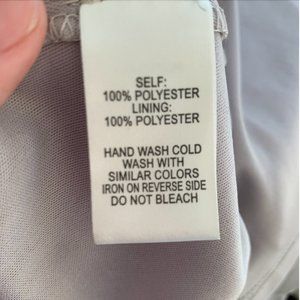 SELF:
100% POLYESTER
LINING:
100% POLYESTER
HAND WASH COLD
WASH WITH
SIMILAR COLORS
IRON ON REVERSE SIDE
DO NOT BLEACH